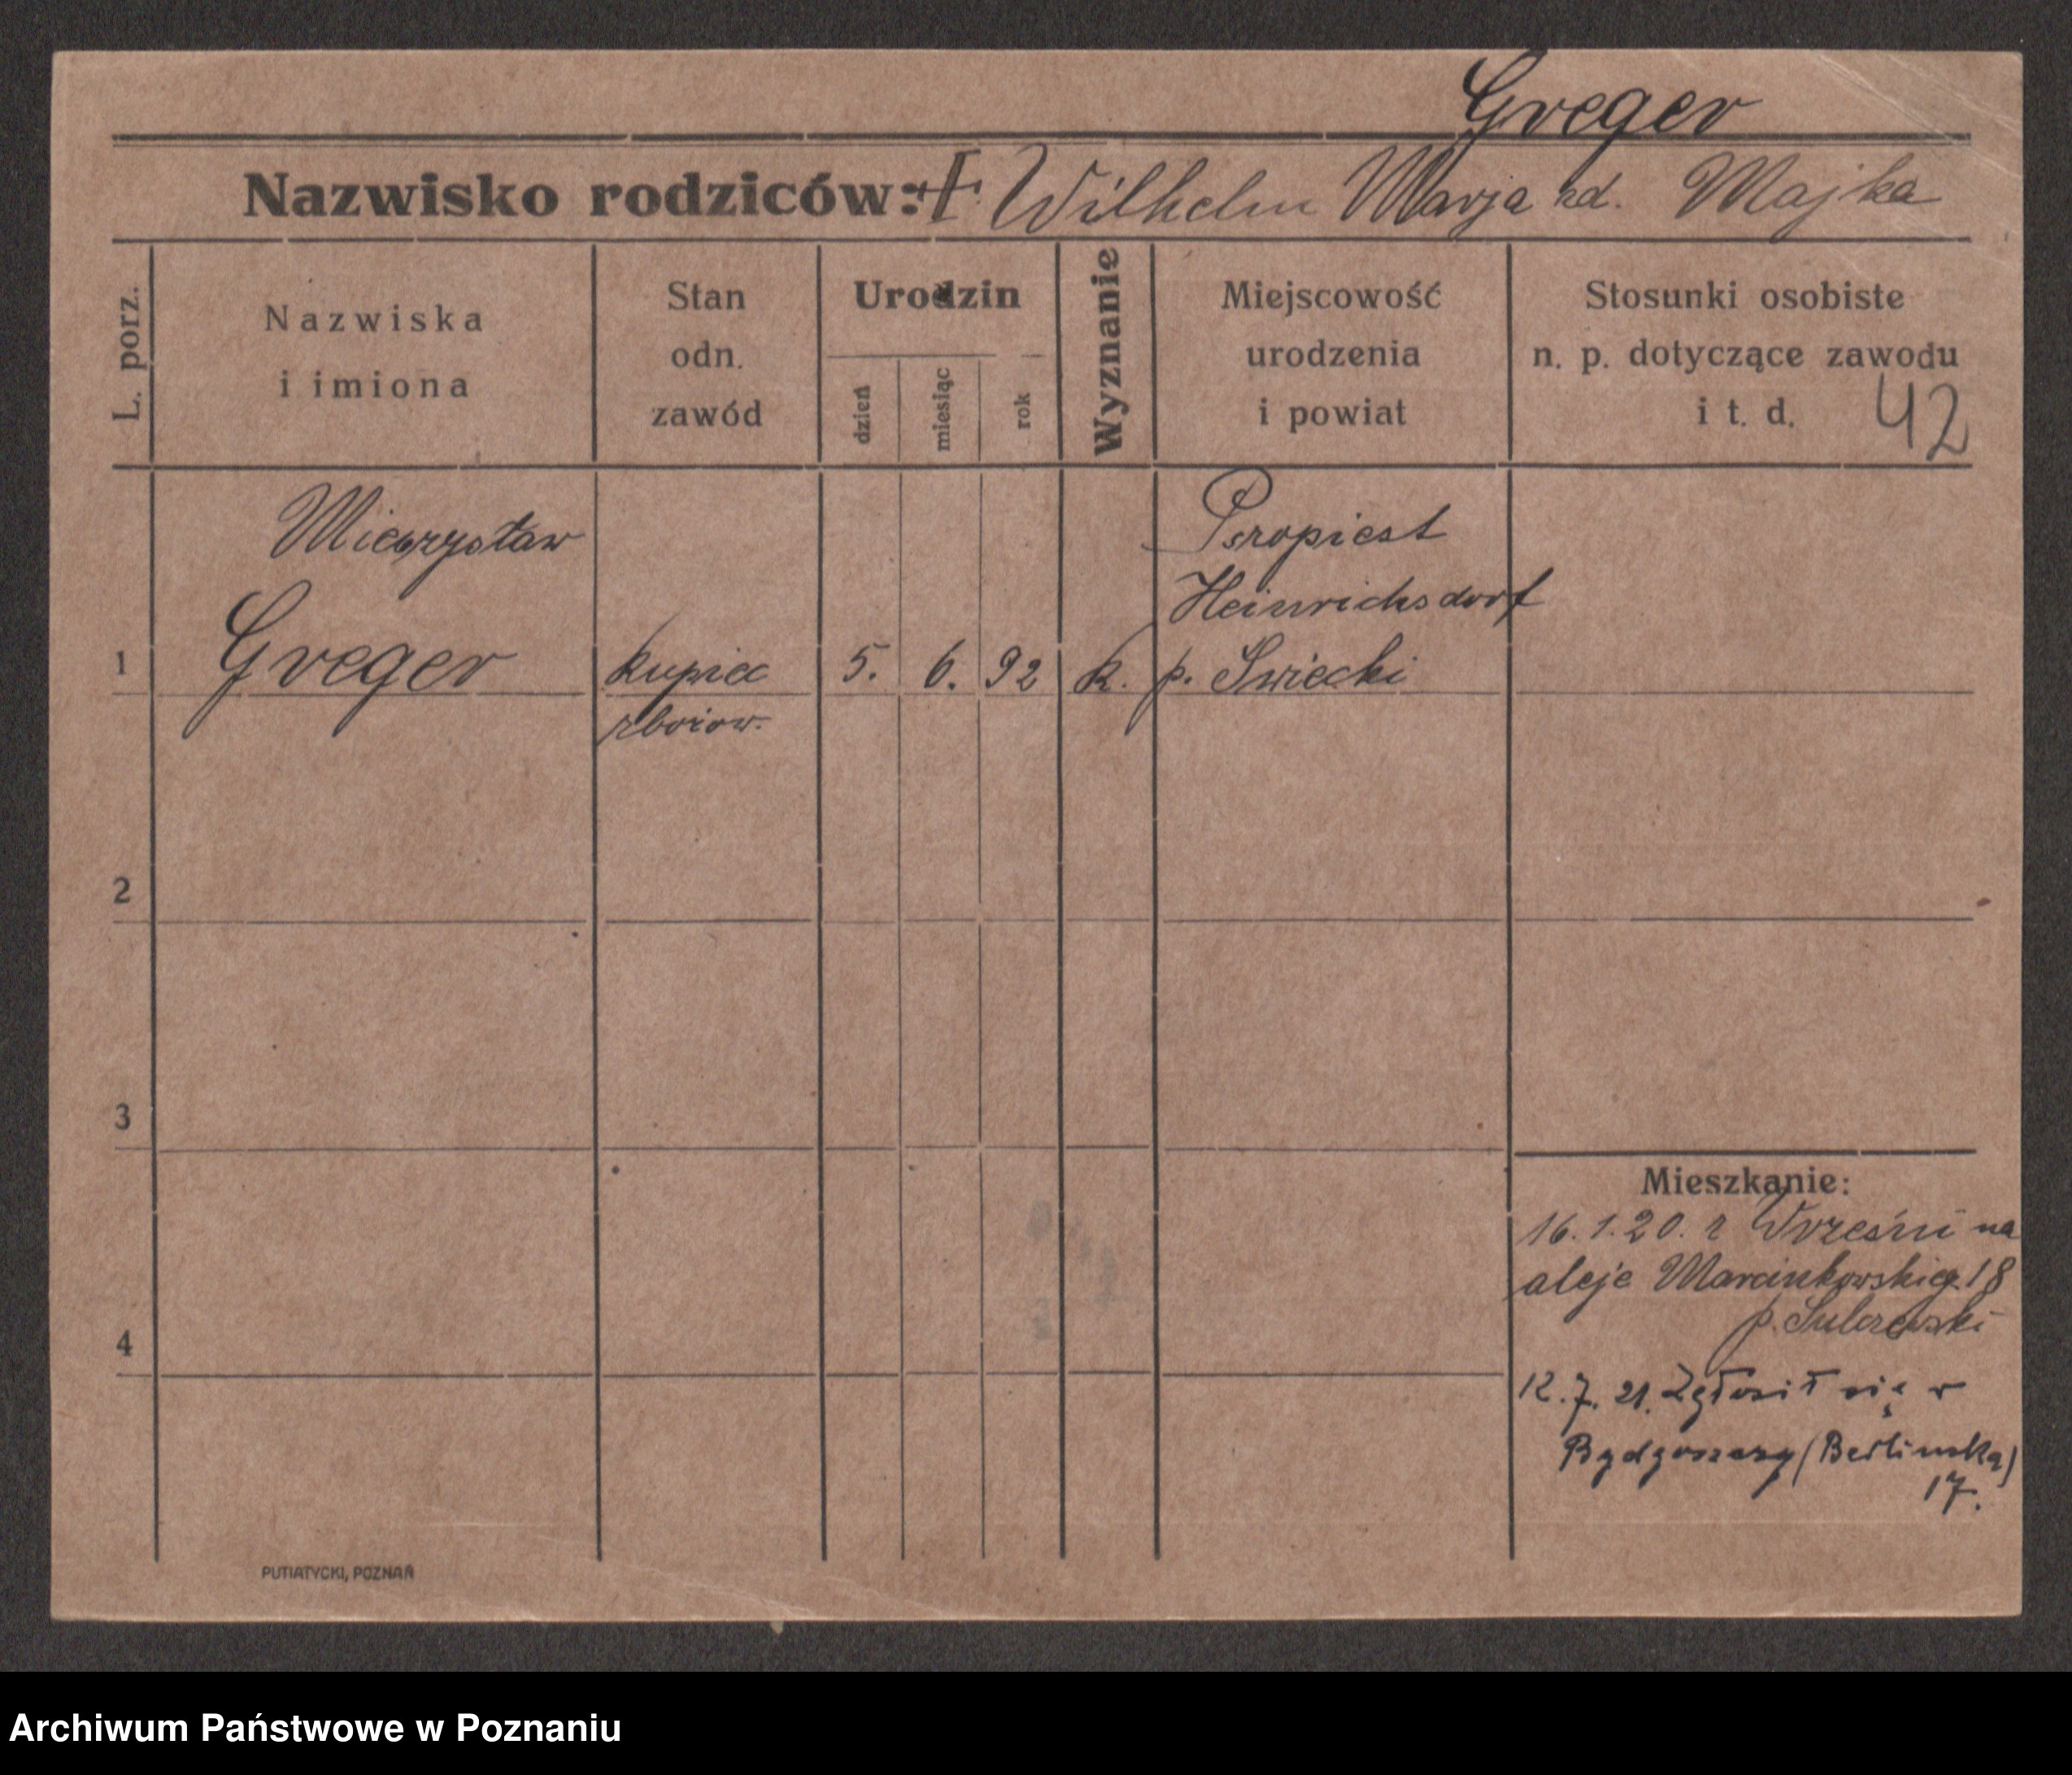 Greger
Nazwisko rodziców: † Wilhelm Marja zd. Majka
L. porz.
Nazwiska
i imiona
Stan
odn.
zawód
Urodzin
dzień
miesiąc
rok
Wyznanie
Miejscowość
urodzenia
i powiat
Stosunki osobiste
n. p. dotyczące zawodu
i t. d.
42
Mieczysław
Heinrichsdorf
1 Greger kupiec 5. 6. 92 k. p. Swiecki
zbożow.
2
3
Mieszkanie:
16.1.20. z Wrześni na
aleje Marcinkowskieg. 18
4
12.7.21. Zgłosił się w
Bydgoszczy (Berlinska)
17.
PUTIATYCKI, POZNAŃ
Archiwum Państwowe w Poznaniu